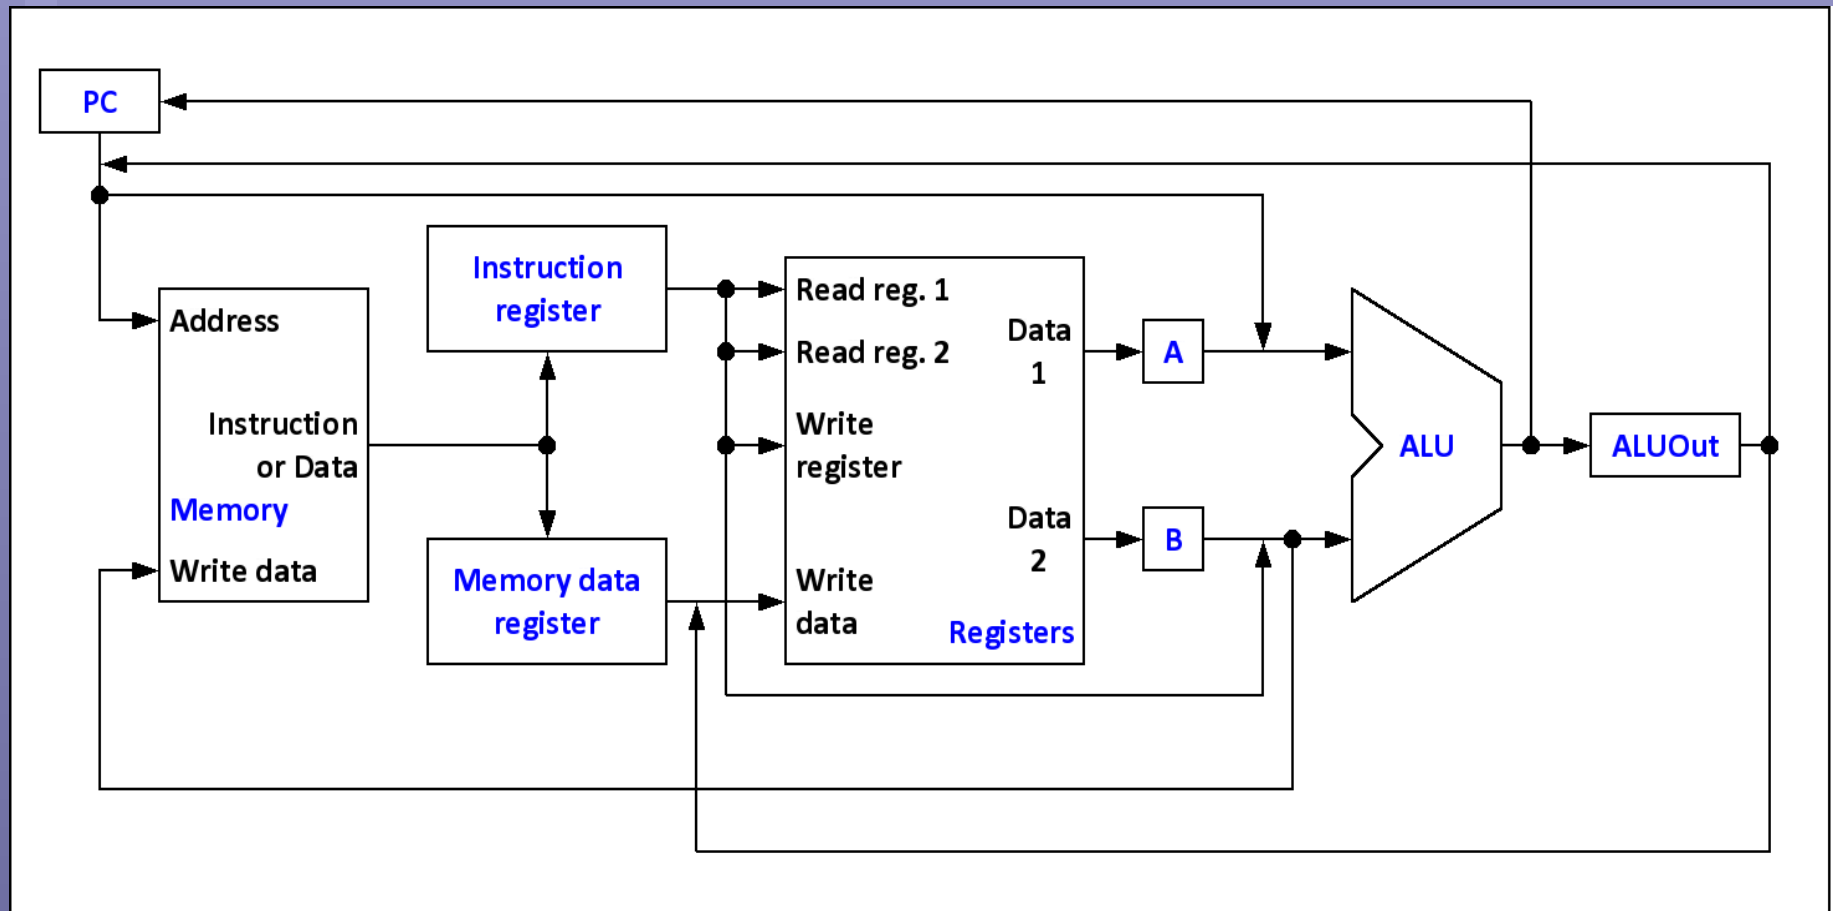 PC
Instruction
register
Read reg. 1
Address
Data
1
Read reg. 2
A
Instruction
or Data
Write
register
ALU
ALUOut
Memory
Data
2
B
Write data
Memory data
register
Write
data
Registers